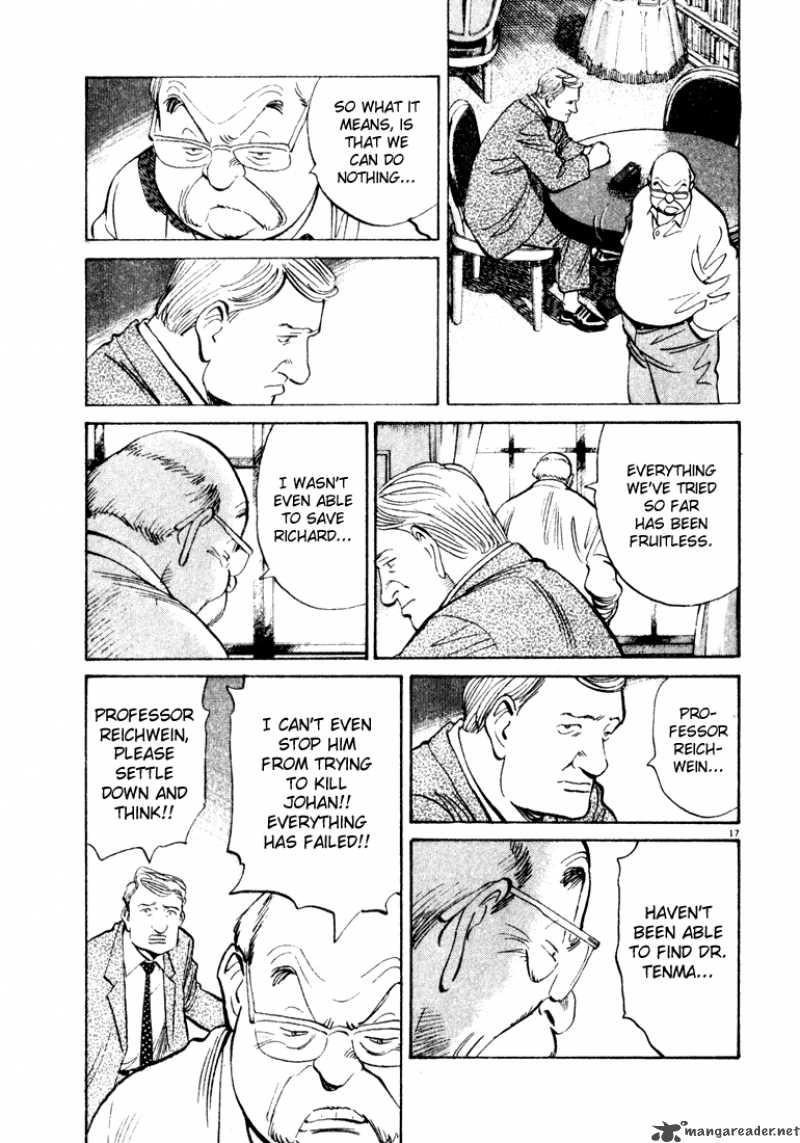 SO WHAT IT
MEANS, IS
THAT WE
CAN DO
NOTHING...
EVERYTHING
WE'VE TRIED
SO FAR
HAS BEEN
FRUITLESS.
I WASN'T
EVEN ABLE
TO SAVE
RICHARD...
PRO-
FESSOR
REICH-
WEIN...
17
HAVEN'T
BEEN ABLE
TO FIND DR.
TENMA...
I CAN'T EVEN
STOP HIM
FROM TRYING
TO KILL
JOHAN!!
EVERYTHING
HAS FAILED!!
PROFESSOR
REICHWEIN,
PLEASE
SETTLE
DOWN AND
THINK!!
mangareader.net